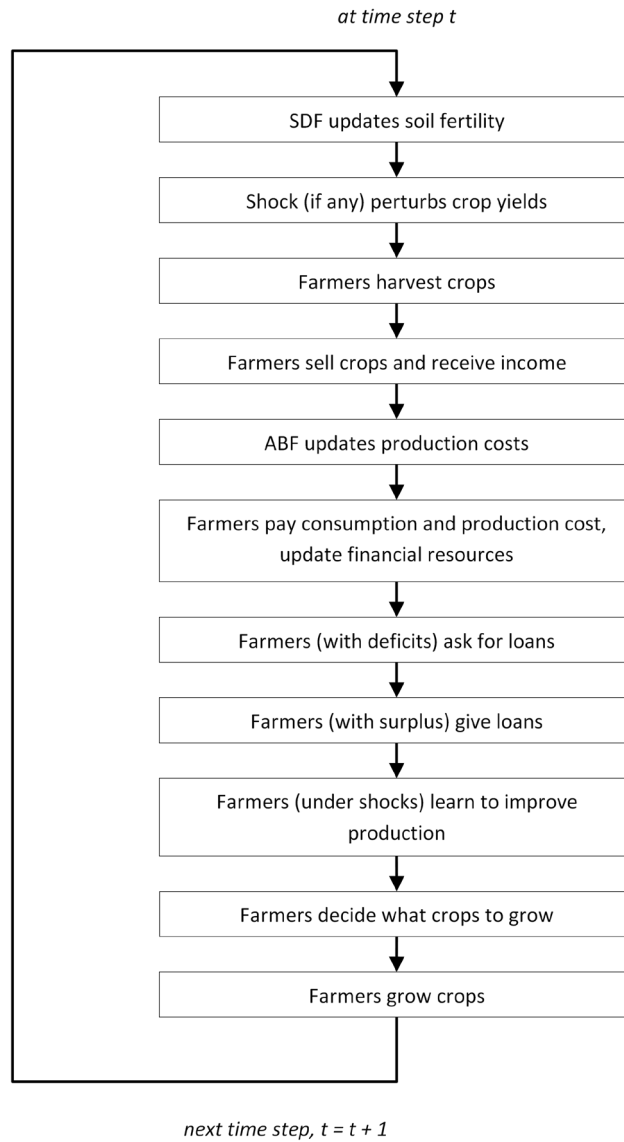 at time step t
SDF updates soil fertility
Shock (if any) perturbs crop yields
Farmers harvest crops
Farmers sell crops and receive income
ABF updates production costs
Farmers pay consumption and production cost,
update financial resources
Farmers (with deficits) ask for loans
Farmers (with surplus) give loans
Farmers (under shocks) learn to improve
production
Farmers decide what crops to grow
Farmers grow crops
next time step, t = t + 1